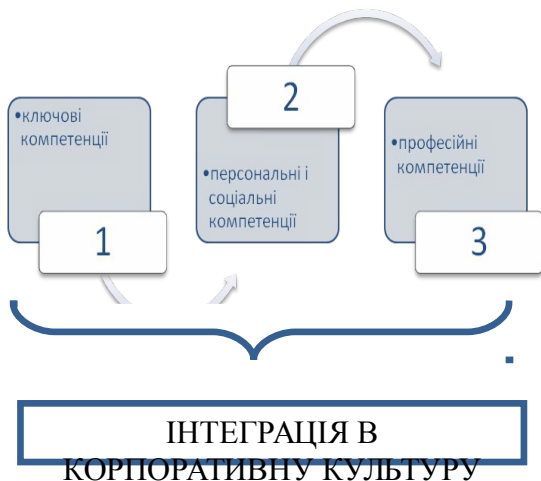 •ключові
компетенції
1
2
•персональні і
соціальні
компетенції
•професійні
компетенції
3
ІНТЕГРАЦІЯ В
КОРПОРАТИВНУ КУЛЬТУРУ